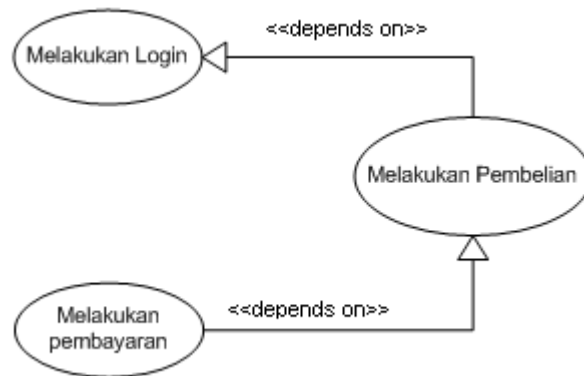 <<depends on>>
Melakukan Login
Melakukan Pembelian
Melakukan
pembayaran
<<depends on>>